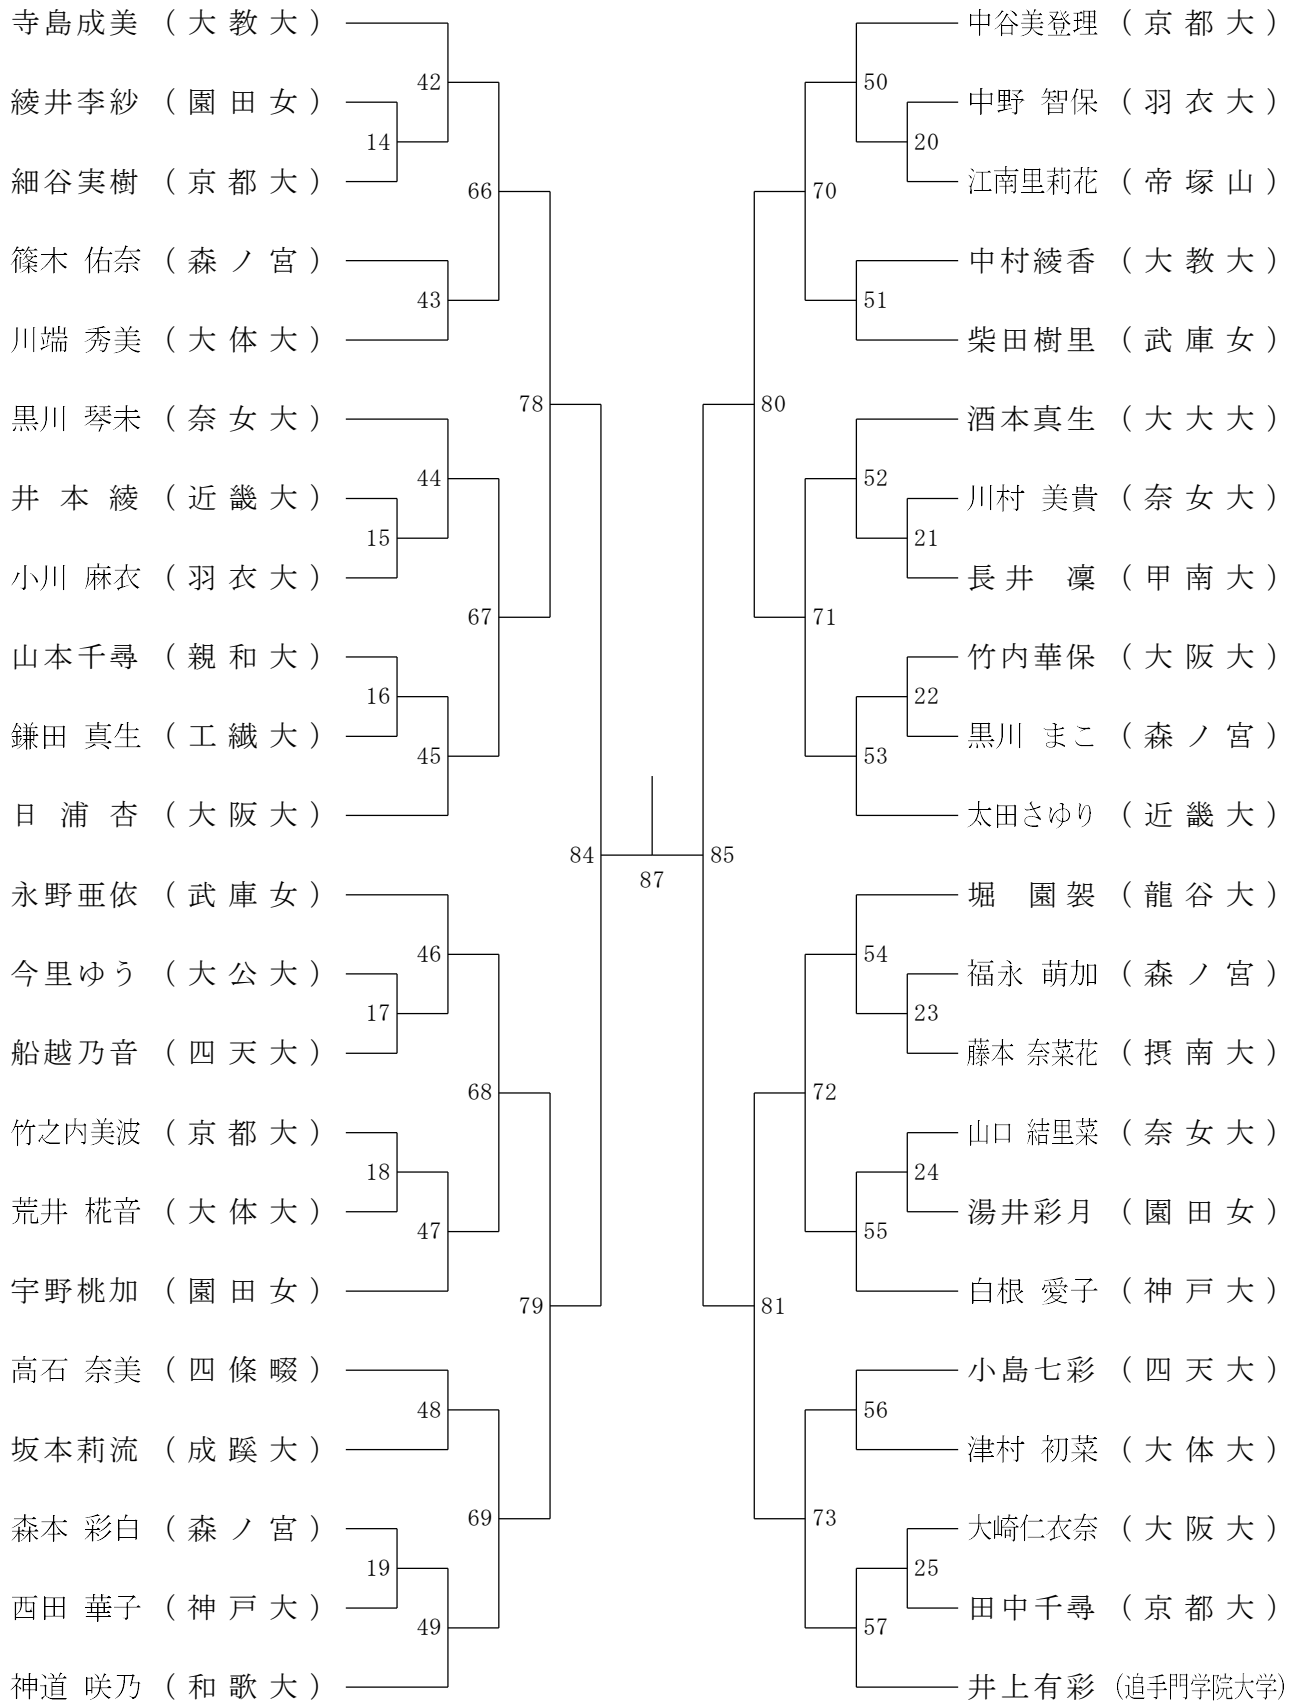 寺島成美 (大教大)
42
綾井李紗 (園田女)
14
細谷実樹 (京都大)
66
篠木 佑奈 (森ノ宮)
43
川端 秀美 (大体大)
78
黒川 琴未 (奈女大)
44
井本綾 (近畿大)
15
小川 麻衣 (羽衣大)
67
山本千尋 (親和大)
16
鎌田 真生 (工繊大)
45
日浦杏 (大阪大)
84
永野亜依 (武庫女)
46
今里ゆう (大公大)
17
船越乃音 (四天大)
68
竹之内美波 (京都大)
18
荒井 椛音 (大体大)
47
宇野桃加 (園田女)
79
高石 奈美 (四條畷)
48
坂本莉流 (成蹊大)
69
森本 彩白 (森ノ宮)
19
西田 華子 (神戸大)
49
神道 咲乃 (和歌大)
87
中谷美登理 (京都大)
50
中野 智保 (羽衣大)
20
江南里莉花 (帝塚山)
70
中村綾香 (大教大)
51
柴田樹里 (武庫女)
80
酒本真生 (大大大)
52
川村 美貴 (奈女大)
21
長井 凜 (甲南大)
71
竹内華保 (大阪大)
22
黒川 まこ (森ノ宮)
53
太田さゆり (近畿大)
85
堀 園袈 (龍谷大)
54
福永 萌加 (森ノ宮)
23
藤本 奈菜花 (摂南大)
72
山口 結里菜 (奈女大)
24
湯井彩月 (園田女)
55
白根 愛子 (神戸大)
81
小島七彩 (四天大)
56
津村 初菜 (大体大)
73
大崎仁衣奈 (大阪大)
25
田中千尋 (京都大)
57
井上有彩 (追手門学院大学)